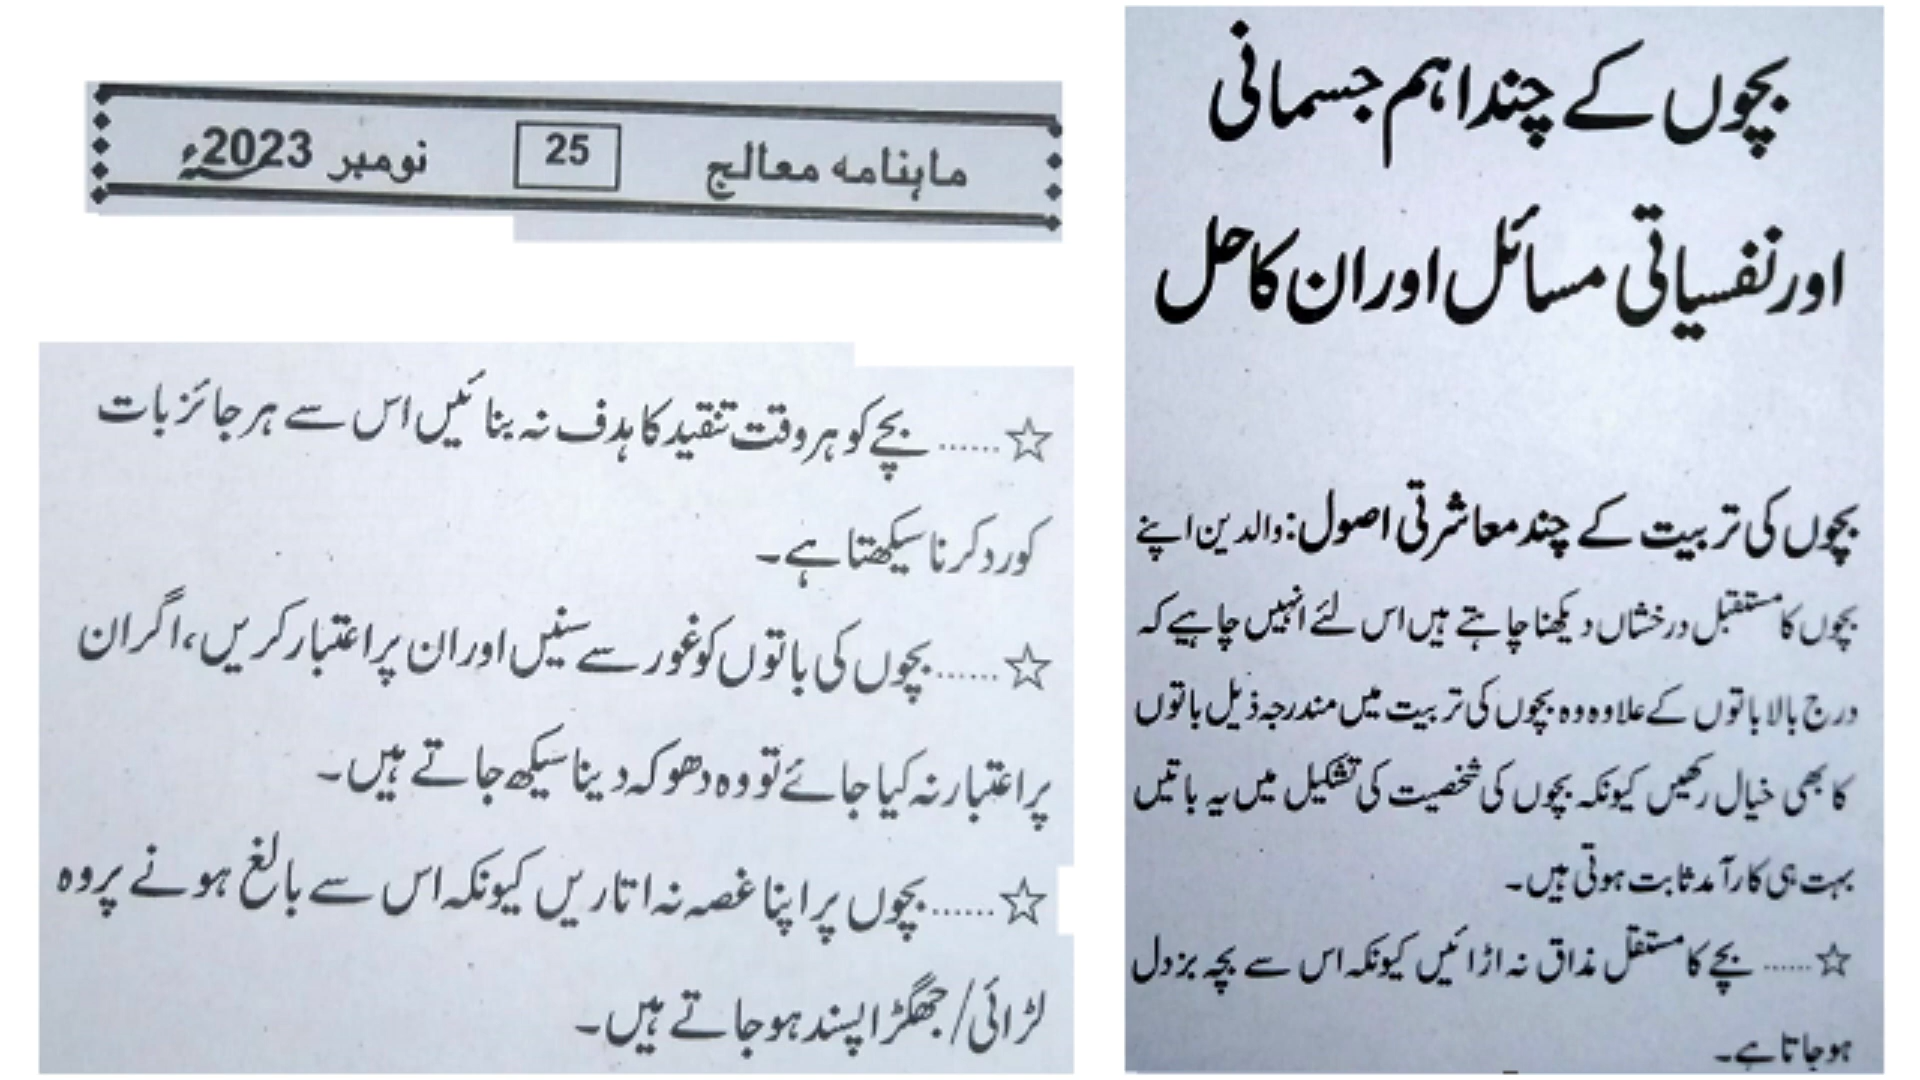 بچوں کے چند اہم جسمانی
اور نفسیاتی مسائل اور ان کا حل
بچوں کی تربیت کے چند معاشرتی اصول: والدین اپنے
بچوں کا مستقبل درخشاں دیکھنا چاہتے ہیں اس لئے انہیں چاہیے کہ
درج بالا باتوں کے علاوہ وہ بچوں کی تربیت میں مندرجہ ذیل باتوں
کا بھی خیال رکھیں کیونکہ بچوں کی شخصیت کی تشکیل میں یہ باتیں
بہت ہی کارآمد ثابت ہوتی ہیں۔
☆...... بچے کا مستقل مذاق نہ اڑائیں کیونکہ اس سے بچہ بزدل
ہو جاتا ہے۔
ماہنامہ معالج 25 نومبر 2023ء
☆...... بچے کو ہر وقت تنقید کا ہدف نہ بنائیں اس سے ہر جائز بات
کو رد کرنا سیکھتا ہے۔
☆...... بچوں کی باتوں کو غور سے سنیں اور ان پر اعتبار کریں، اگر ان
پر اعتبار نہ کیا جائے تو وہ دھوکہ دینا سیکھ جاتے ہیں۔
☆...... بچوں پر اپنا غصہ نہ اتاریں کیونکہ اس سے بالغ ہونے پر وہ
لڑائی/جھگڑا پسند ہو جاتے ہیں۔